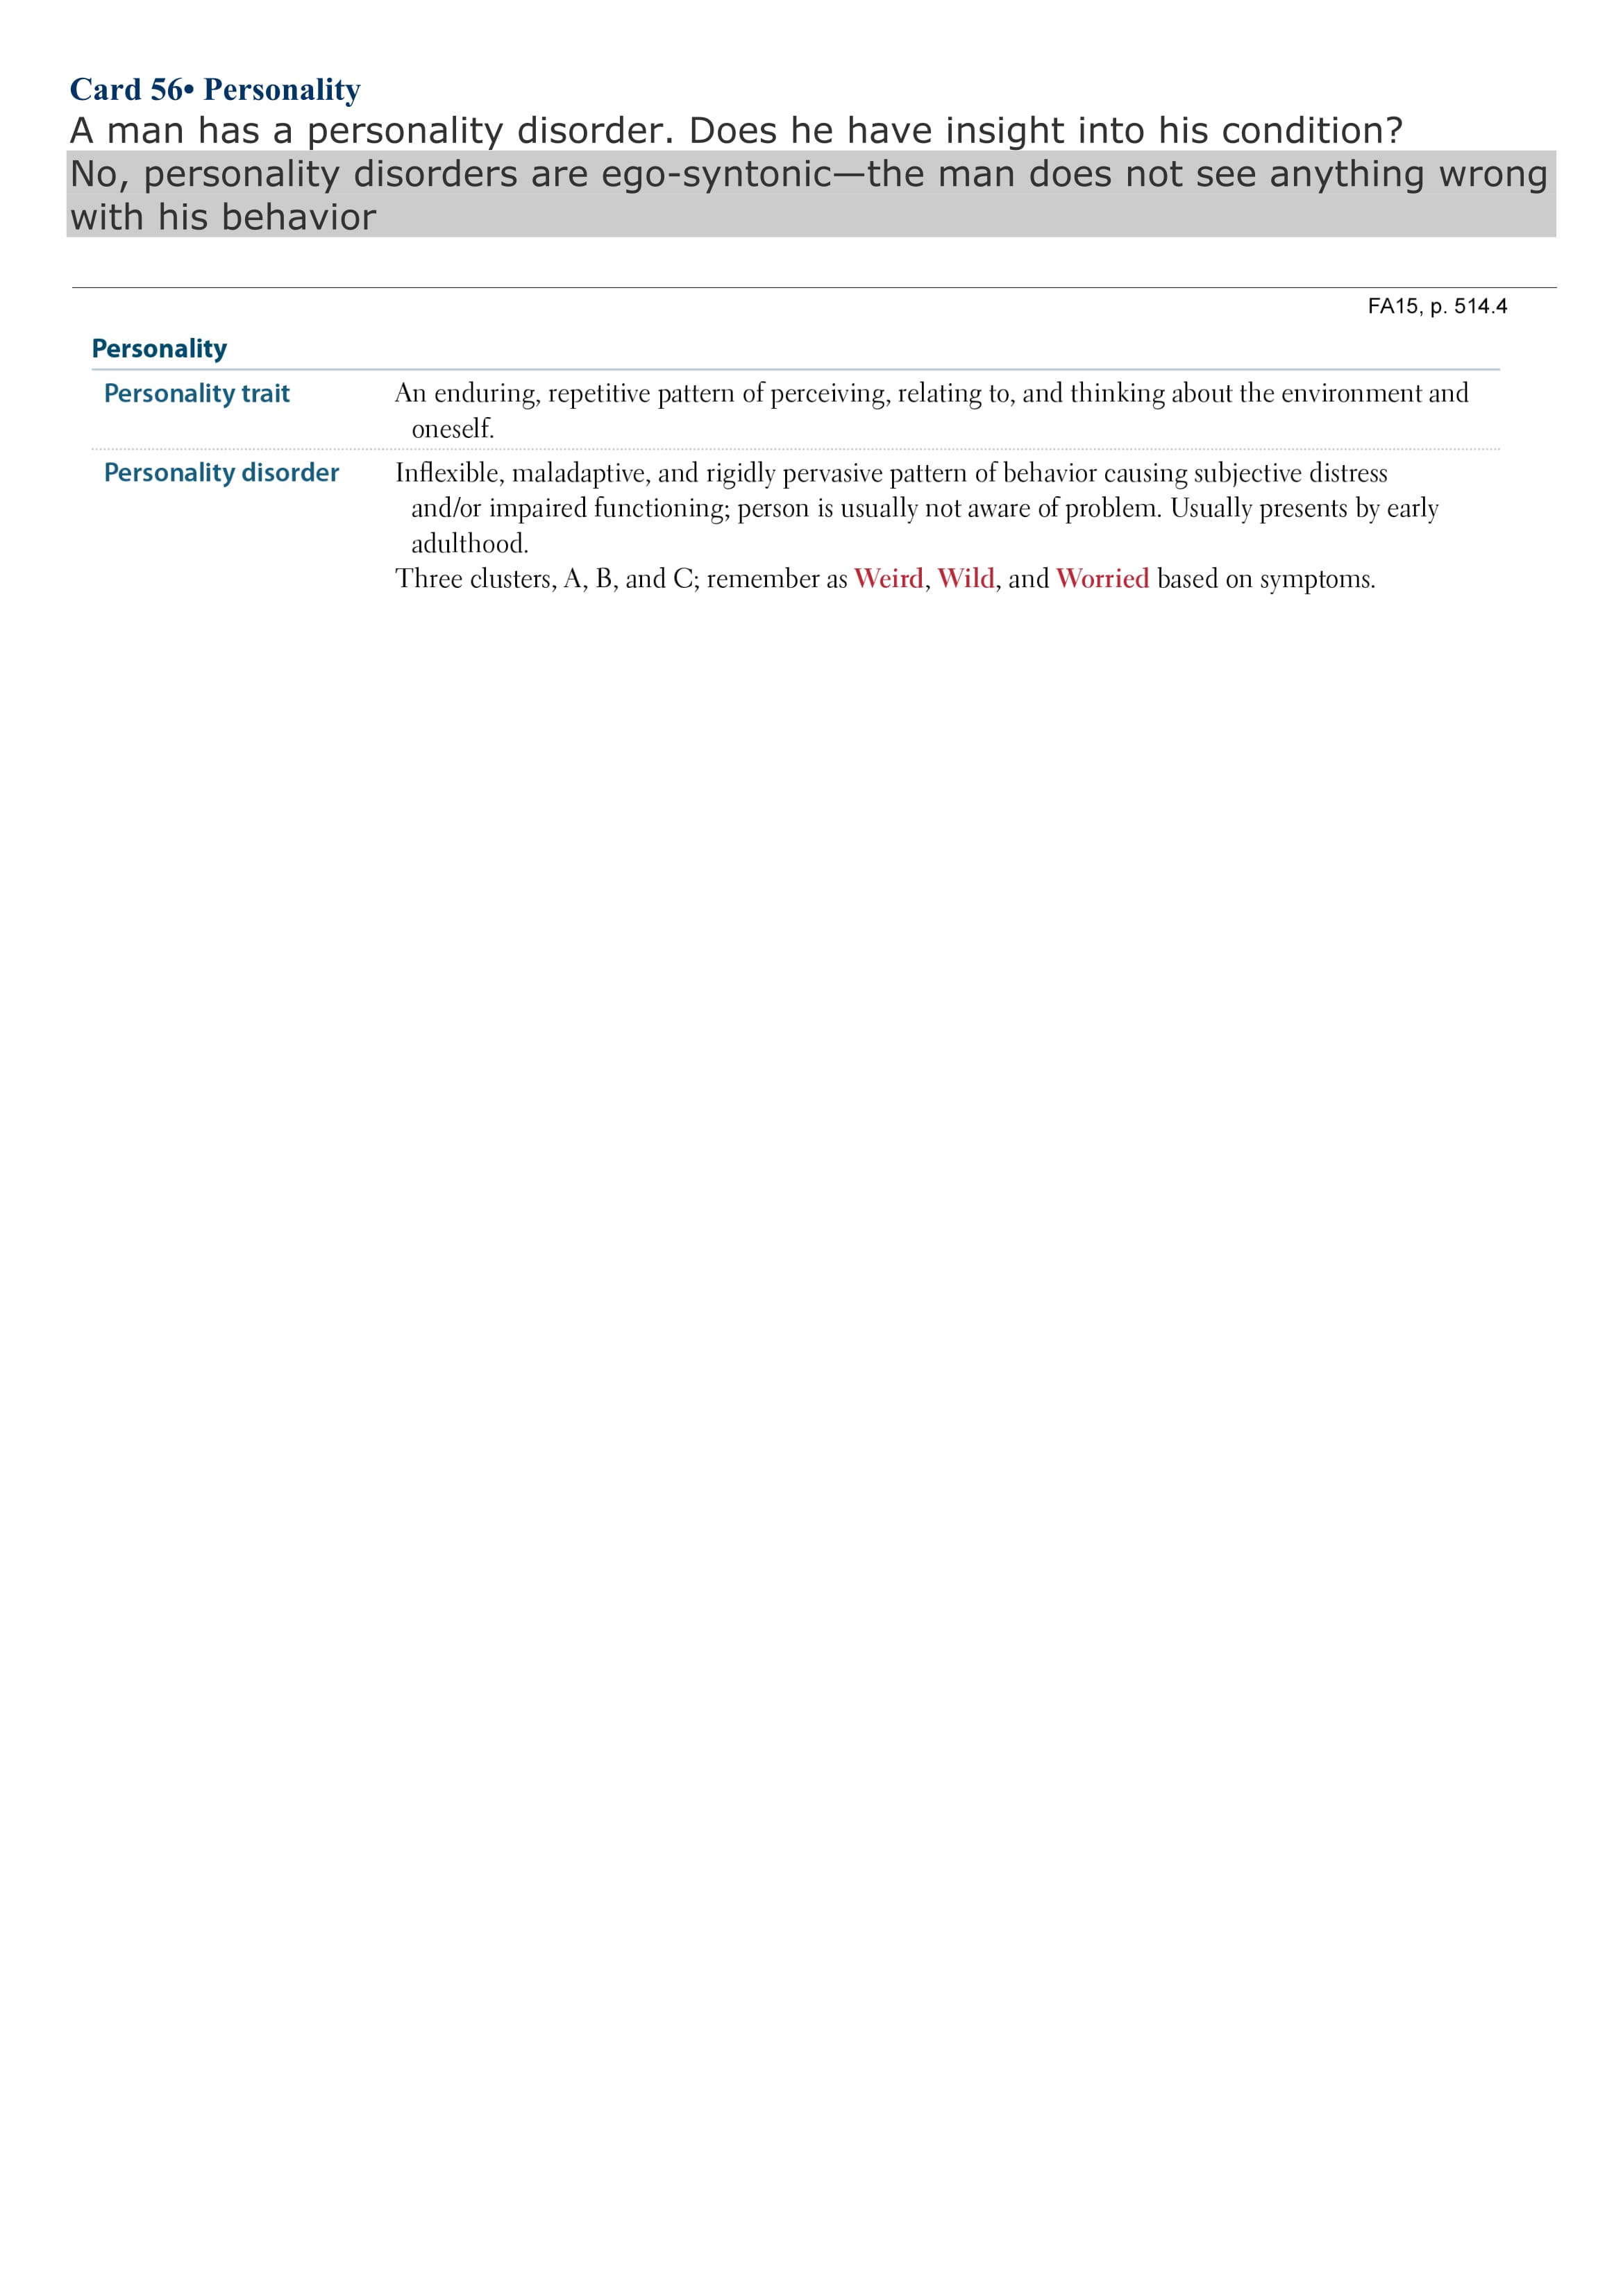 Card 56• Personality
A man has a personality disorder. Does he have insight into his condition?
No, personality disorders are ego-syntonic—the man does not see anything wrong
with his behavior
FA15, p. 514.4
Personality
Personality trait An enduring, repetitive pattern of perceiving, relating to, and thinking about the environment and
oneself.
Personality disorder Inflexible, maladaptive, and rigidly pervasive pattern of behavior causing subjective distress
and/or impaired functioning; person is usually not aware of problem. Usually presents by early
adulthood.
Three clusters, A, B, and C; remember as Weird, Wild, and Worried based on symptoms.